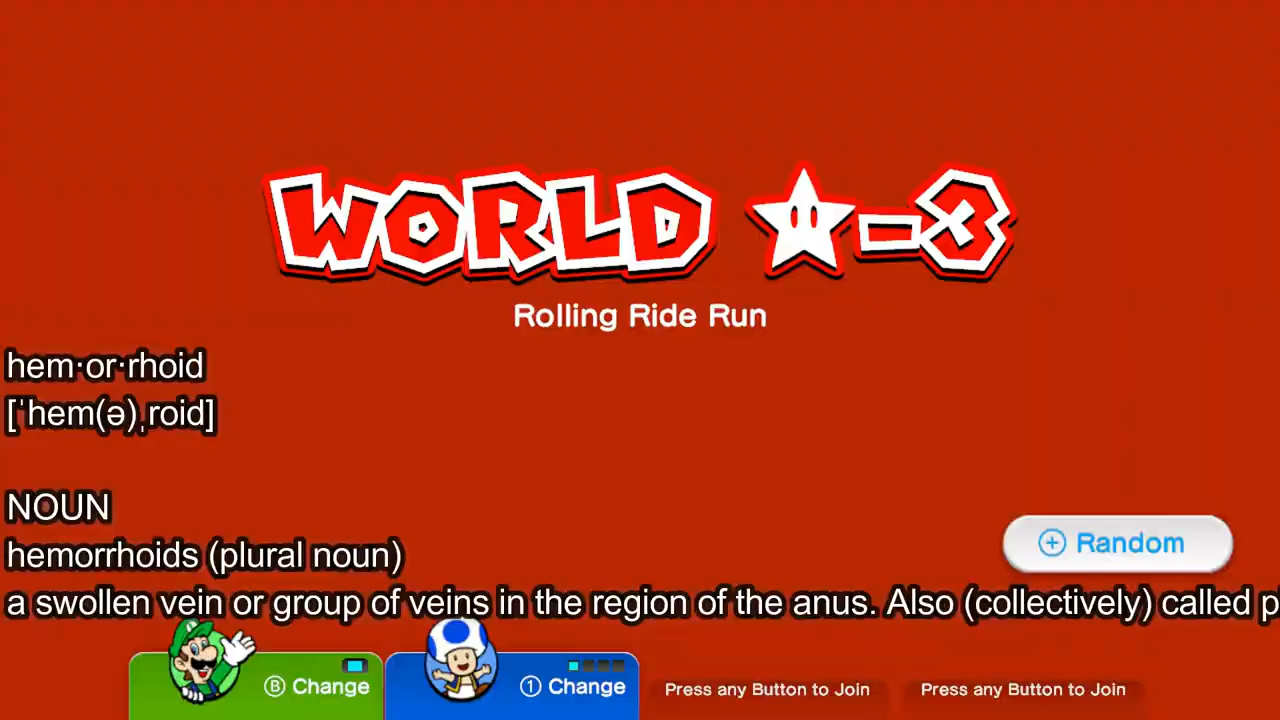 WORLD ★-3
Rolling Ride Run
hem·or·rhoid
[ˈhem(ə)ˌroid]
NOUN
hemorrhoids (plural noun)
a swollen vein or group of veins in the region of the anus. Also (collectively) called p
+ Random
Ⓑ Change
① Change
Press any Button to Join
Press any Button to Join